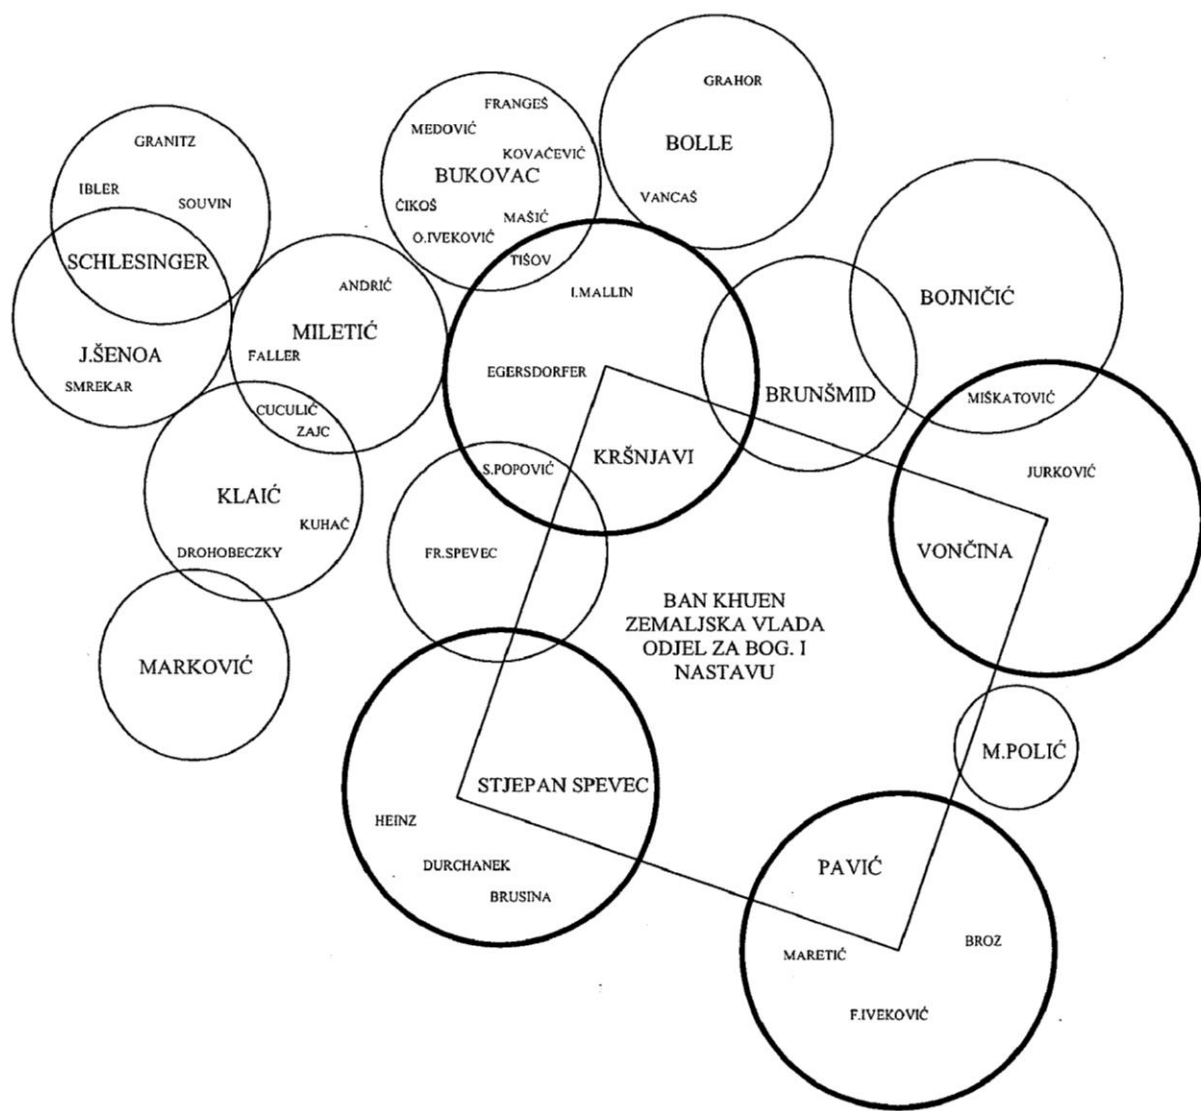 GRAHOR
FRANGEŠ
MEDOVIĆ
GRANITZ
BOLLE
KOVAČEVIĆ
BUKOVAC
IBLER
SOUVIN
VANCAŠ
ČIKOŠ
MAŠIĆ
O.IVEKOVIĆ
TIŠOV
SCHLESINGER
ANDRIĆ
I.MALLIN
BOJNIČIĆ
MILETIĆ
J.ŠENOA
FALLER
EGERSDORFER
SMREKAR
BRUNŠMID
MIŠKATOVIĆ
CUCULIĆ
ZAJC
KRŠNJAVI
S.POPOVIĆ
JURKOVIĆ
KLAIĆ
KUHAČ
DROHOBECZKY
FR.SPEVEC
VONČINA
BAN KHUEN
ZEMALJSKA VLADA
ODJEL ZA BOG. I
NASTAVU
MARKOVIĆ
M.POLIĆ
STJEPAN SPEVEC
HEINZ
DURCHANEK
BRUSINA
PAVIĆ
BROZ
MARETIĆ
F.IVEKOVIĆ